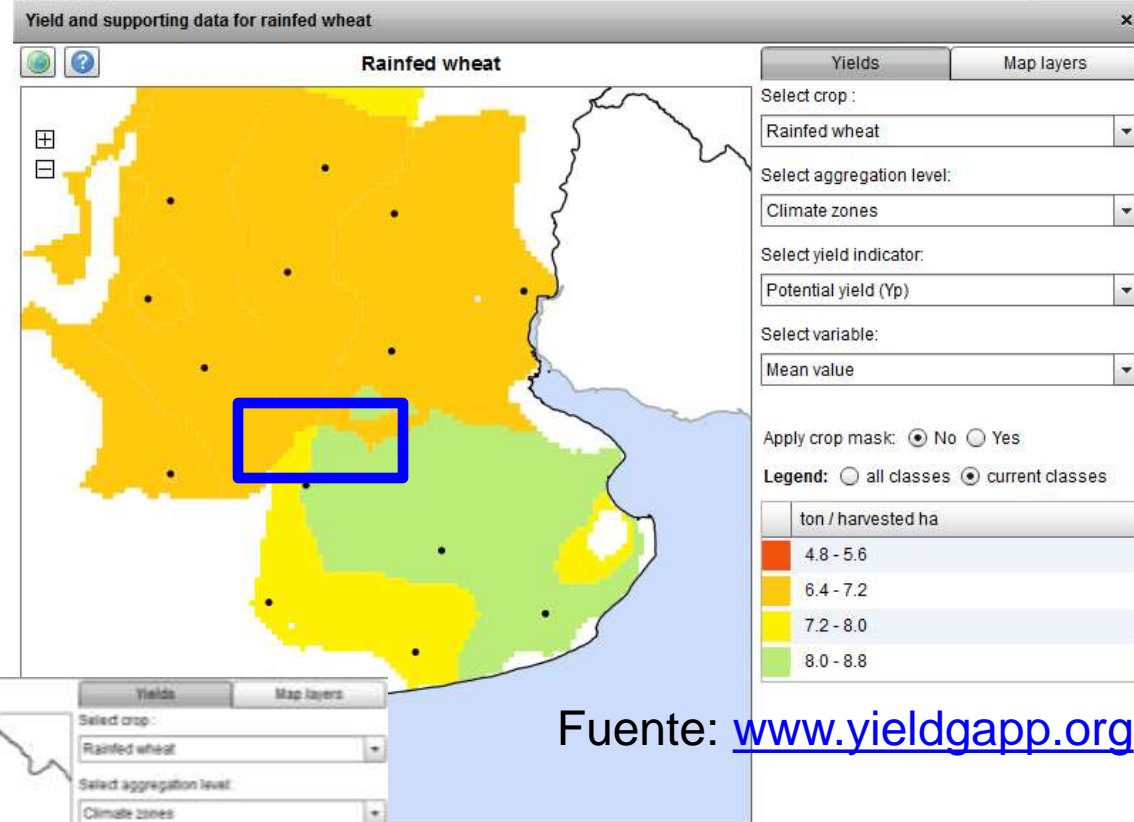 Yield and supporting data for rainfed wheat
Rainfed wheat
Yields Map layers
Select crop :
Rainfed wheat
Select aggregation level:
Climate zones
Select yield indicator:
Potential yield (Yp)
Select variable:
Mean value
Apply crop mask: No Yes
Legend: all classes current classes
ton / harvested ha
4.8 - 5.6
6.4 - 7.2
7.2 - 8.0
8.0 - 8.8
Fuente: www.yieldgapp.org
Yields Map layers
Select crop :
Rainfed wheat
Select aggregation level:
Climate zones